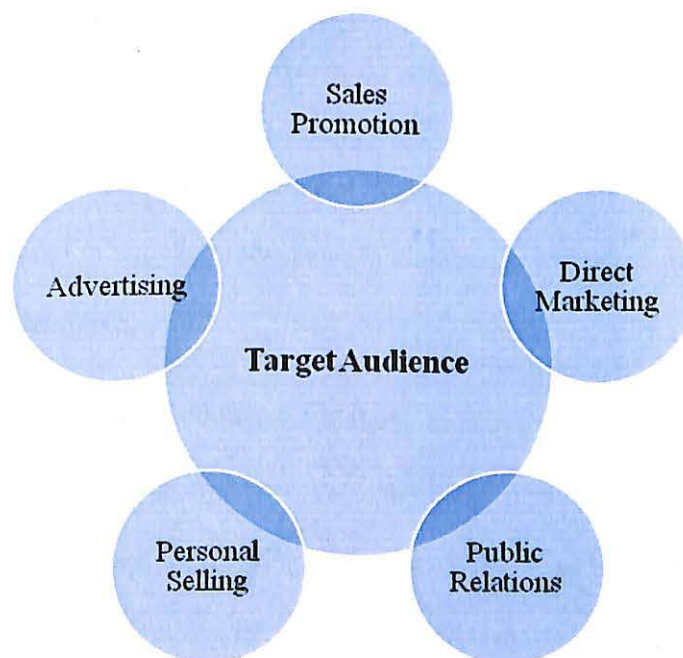 Sales
Promotion
Advertising
Direct
Marketing
Target Audience
Personal
Selling
Public
Relations